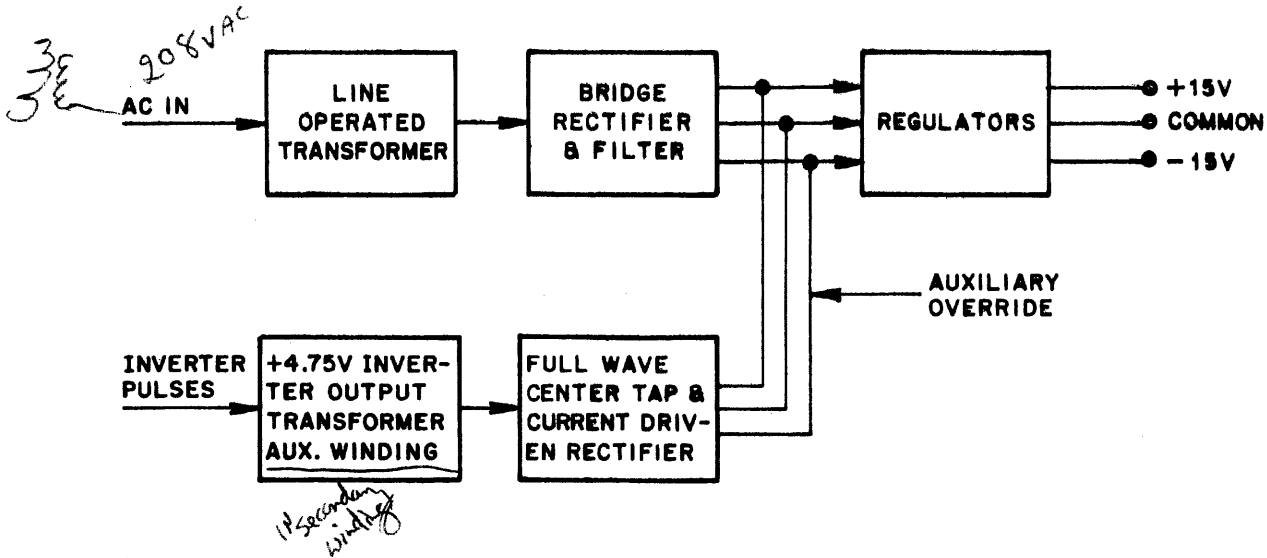 208VAC
AC IN
LINE
OPERATED
TRANSFORMER
BRIDGE
RECTIFIER
& FILTER
REGULATORS
+15V
COMMON
-15V
AUXILIARY
OVERRIDE
INVERTER
PULSES
+4.75V INVER-
TER OUTPUT
TRANSFORMER
AUX. WINDING
FULL WAVE
CENTER TAP &
CURRENT DRIV-
EN RECTIFIER
secondary
winding